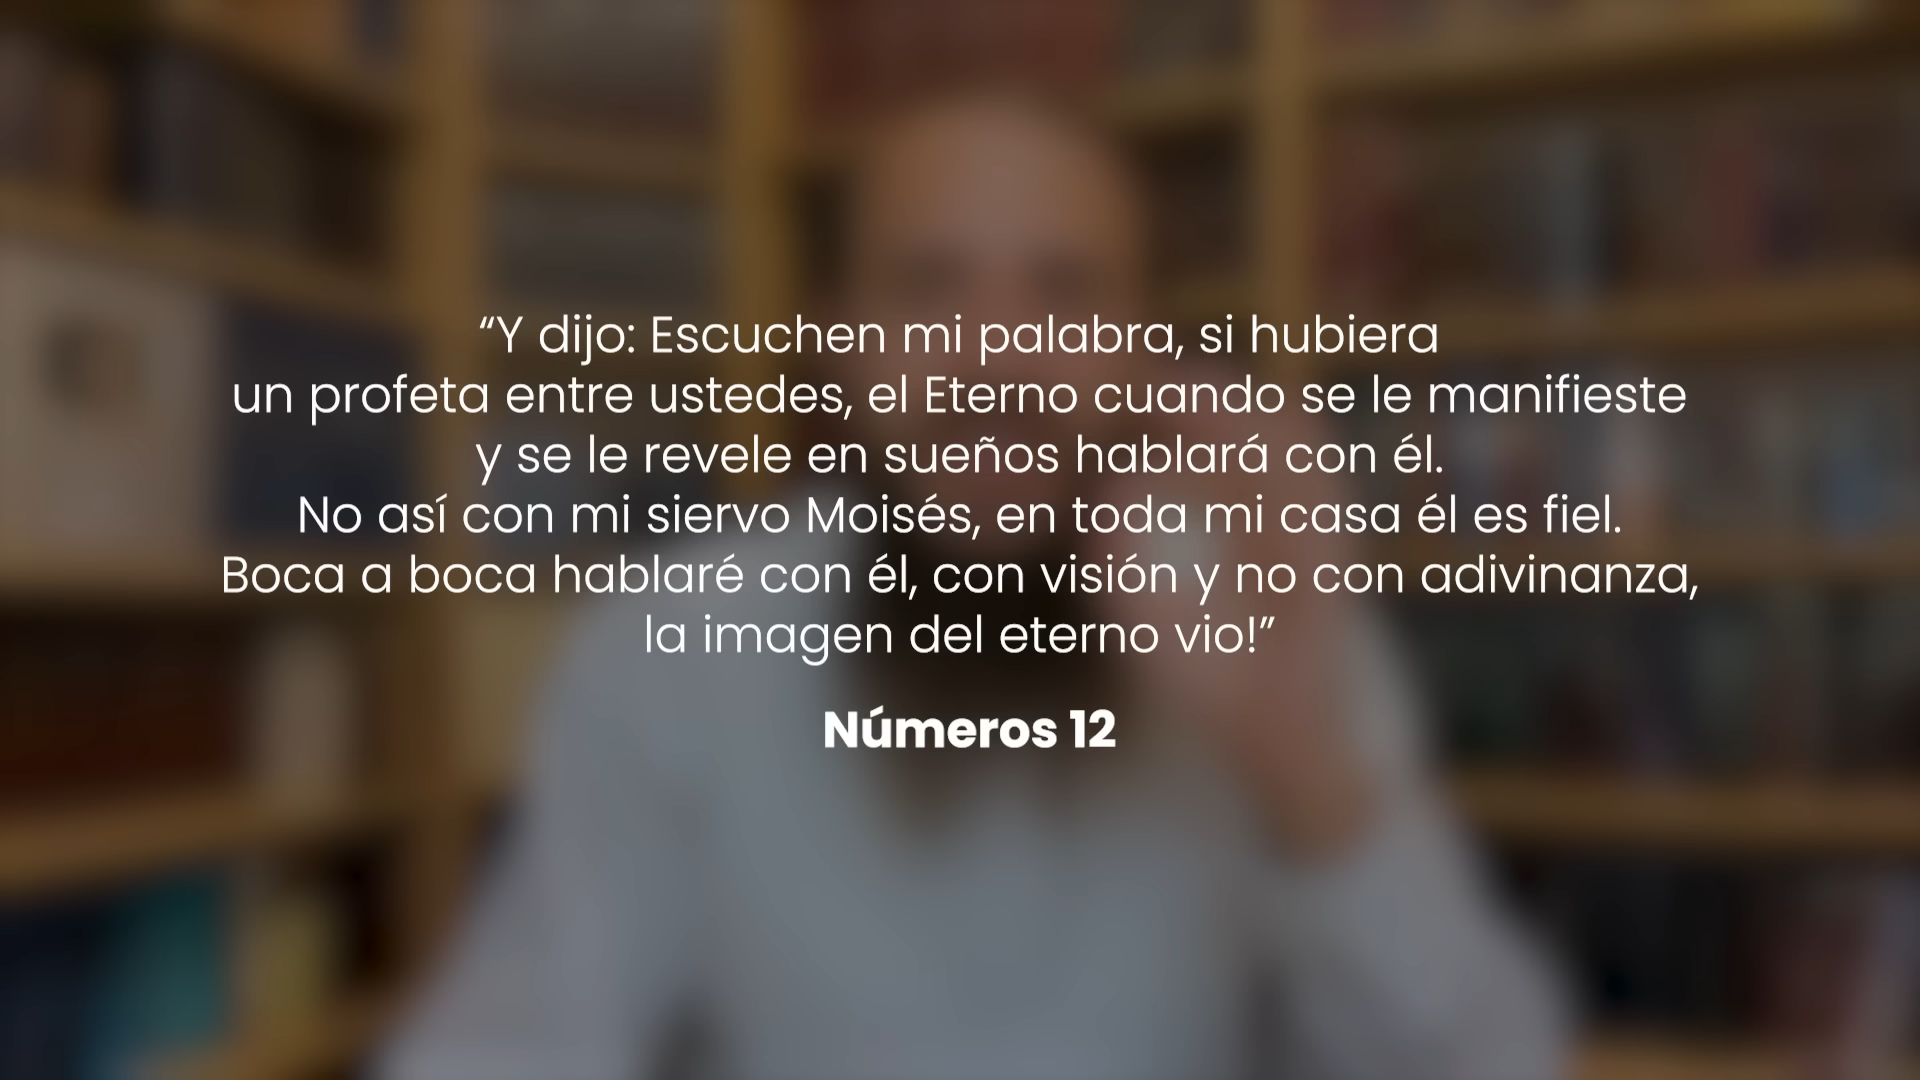 “Y dijo: Escuchen mi palabra, si hubiera
un profeta entre ustedes, el Eterno cuando se le manifieste
y se le revele en sueños hablará con él.
No así con mi siervo Moisés, en toda mi casa él es fiel.
Boca a boca hablaré con él, con visión y no con adivinanza,
la imagen del eterno vio!”
Números 12